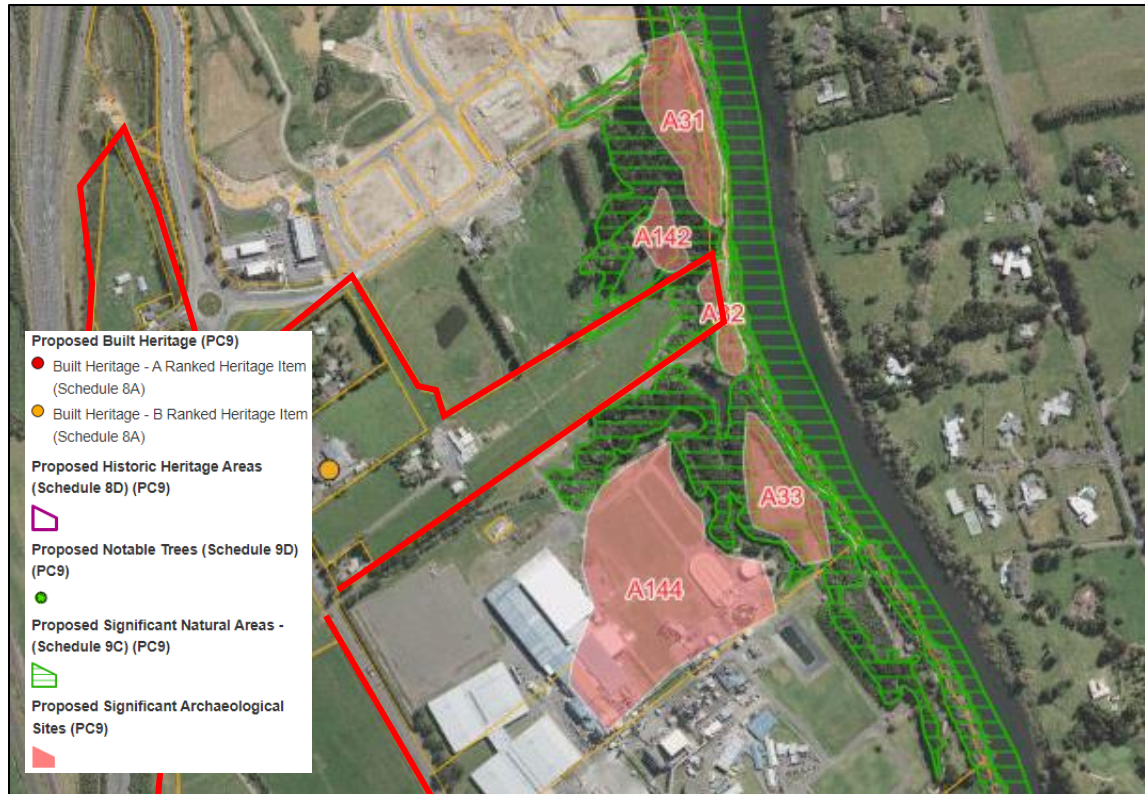 A31
A142
A32
Proposed Built Heritage (PC9)
Built Heritage - A Ranked Heritage Item
(Schedule 8A)
Built Heritage - B Ranked Heritage Item
(Schedule 8A)
Proposed Historic Heritage Areas
(Schedule 8D) (PC9)
Proposed Notable Trees (Schedule 9D)
(PC9)
Proposed Significant Natural Areas -
(Schedule 9C) (PC9)
Proposed Significant Archaeological
Sites (PC9)
A33
A144